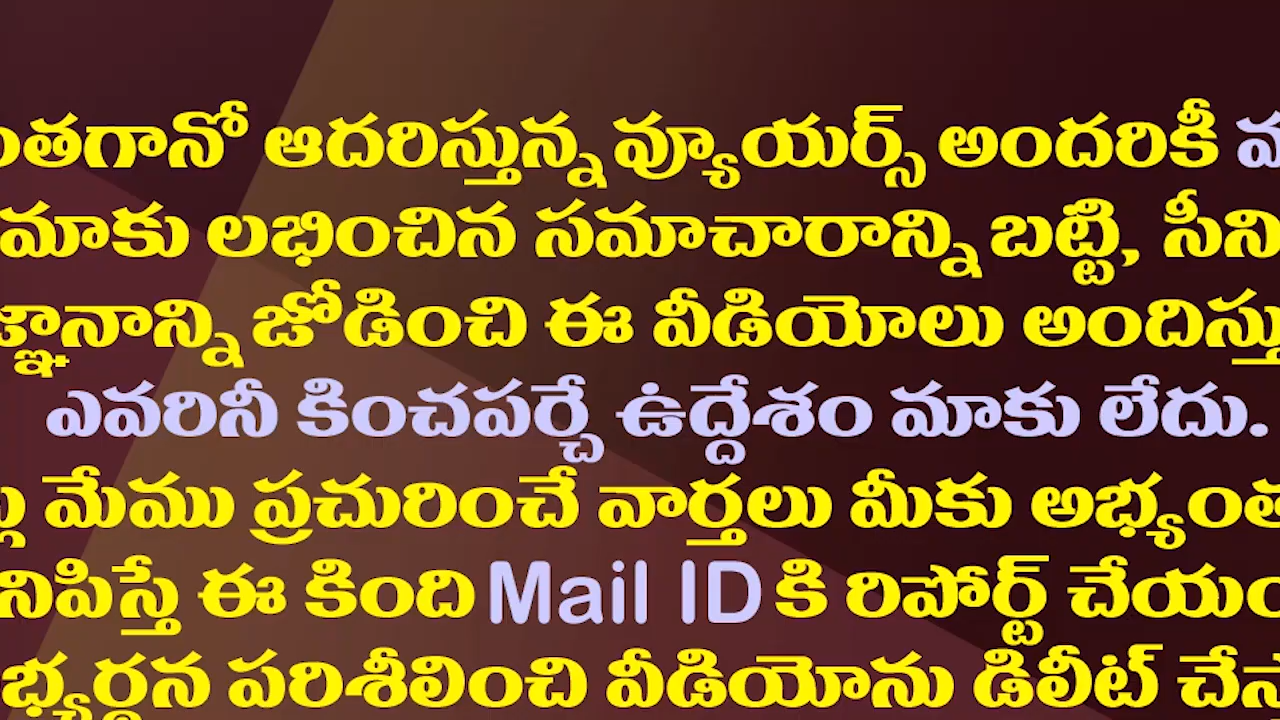 ంతగానో ఆదరిస్తున్న వ్యూయర్స్ అందరికీ
మాకు లభించిన సమాచారాన్ని బట్టి, సిని
జ్ఞానాన్ని జోడించి ఈ వీడియోలు అందిస్తు
ఎవరినీ కించపర్చే ఉద్దేశం మాకు లేదు.
మేము ప్రచురించే వార్తలు మీకు అభ్యంత
నిపిస్తే ఈ కింది Mail ID కి రిపోర్ట్ చేయం
భ్యర్థన పరిశీలించి వీడియోను డిలీట్ చేస